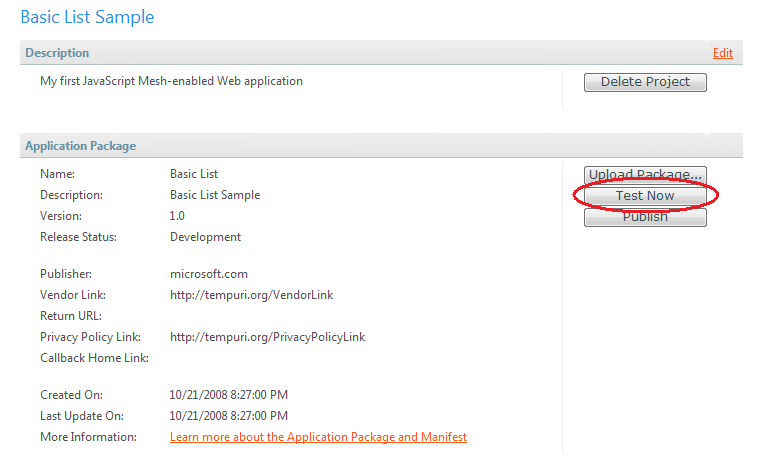 Basic List Sample
Description Edit
My first JavaScript Mesh-enabled Web application Delete Project
Application Package
Name: Basic List Upload Package...
Description: Basic List Sample Test Now
Version: 1.0 Publish
Release Status: Development
Publisher: microsoft.com
Vendor Link: http://tempuri.org/VendorLink
Return URL:
Privacy Policy Link: http://tempuri.org/PrivacyPolicyLink
Callback Home Link:
Created On: 10/21/2008 8:27:00 PM
Last Update On: 10/21/2008 8:27:00 PM
More Information: Learn more about the Application Package and Manifest